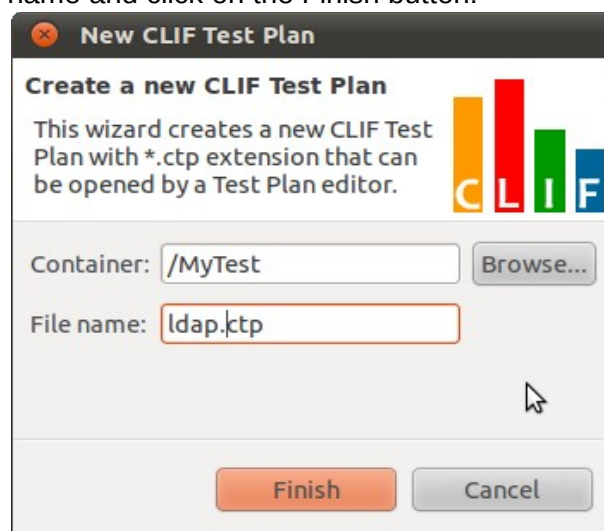 name and click on the Finish button.
New CLIF Test Plan
Create a new CLIF Test Plan
This wizard creates a new CLIF Test
Plan with *.ctp extension that can
be opened by a Test Plan editor.
CLIF
Container: /MyTest Browse...
File name: ldap.ctp
Finish Cancel